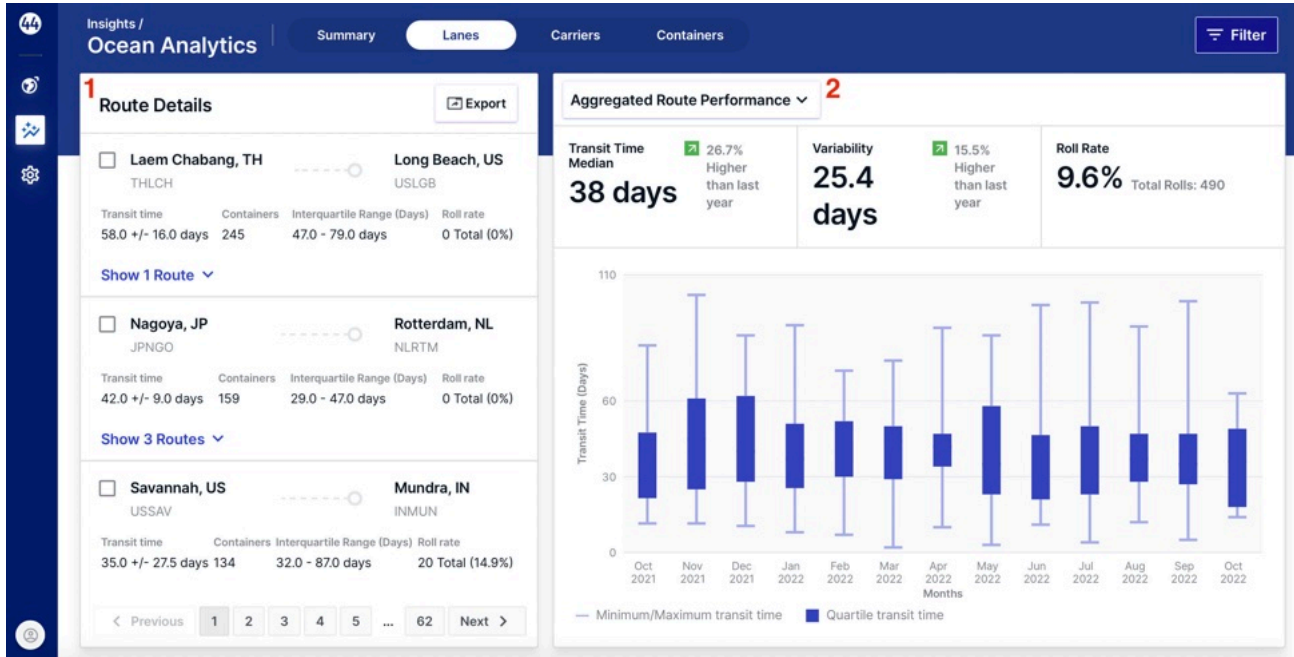 44
Insights /
Ocean Analytics
Summary
Lanes
Carriers
Containers
Filter
1
Route Details
Export
Laem Chabang, TH
Long Beach, US
THLCH
USLGB
Transit time Containers Interquartile Range (Days) Roll rate
58.0 +/- 16.0 days 245 47.0 - 79.0 days 0 Total (0%)
Show 1 Route
Nagoya, JP
Rotterdam, NL
JPNGO
NLRTM
Transit time Containers Interquartile Range (Days) Roll rate
42.0 +/- 9.0 days 159 29.0 - 47.0 days 0 Total (0%)
Show 3 Routes
Savannah, US
Mundra, IN
USSAV
INMUN
Transit time Containers Interquartile Range (Days) Roll rate
35.0 +/- 27.5 days 134 32.0 - 87.0 days 20 Total (14.9%)
< Previous 1 2 3 4 5 ... 62 Next >
Aggregated Route Performance
2
Transit Time
Median
38 days
26.7%
Higher
than last
year
Variability
25.4
days
15.5%
Higher
than last
year
Roll Rate
9.6% Total Rolls: 490
Transit Time (Days)
110
60
30
0
Oct Nov Dec Jan Feb Mar Apr May Jun Jul Aug Sep Oct
2021 2021 2021 2022 2022 2022 2022 2022 2022 2022 2022 2022 2022
Months
Minimum/Maximum transit time
Quartile transit time